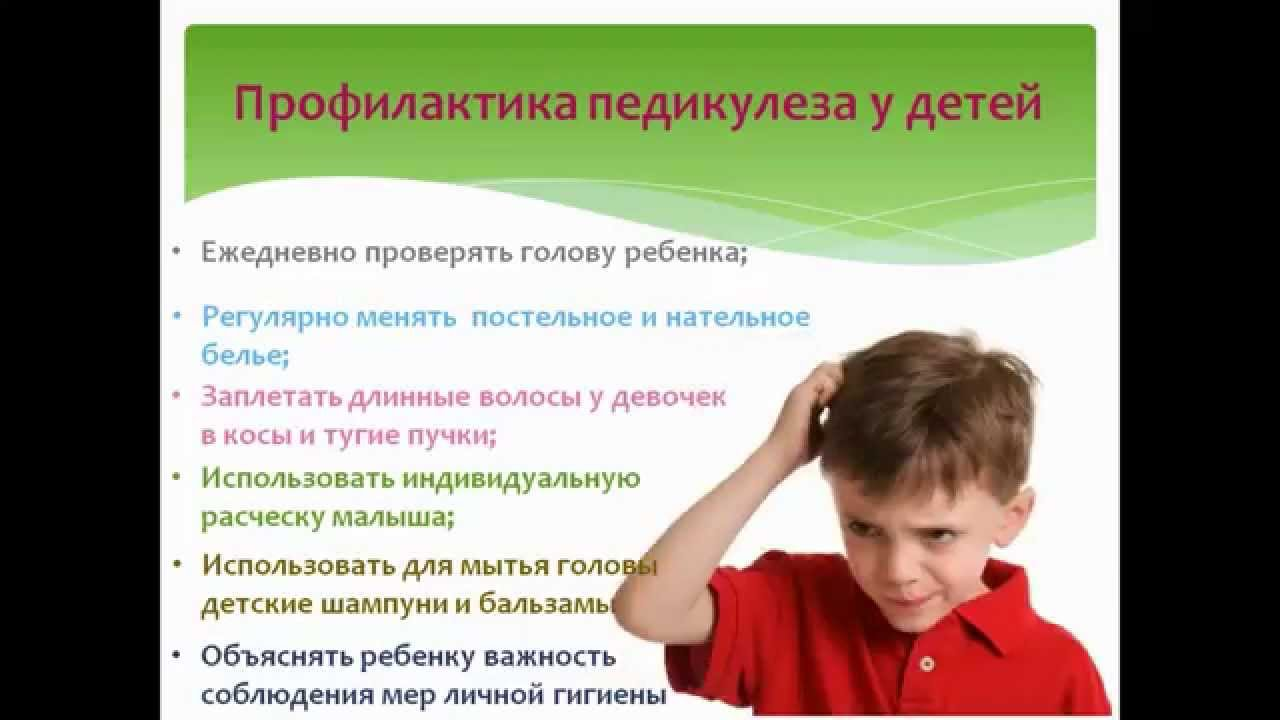 Профилактика педикулеза у детей
• Ежедневно проверять голову ребенка;
• Регулярно менять постельное и нательное
белье;
• Заплетать длинные волосы у девочек
в косы и тугие пучки;
• Использовать индивидуальную
расческу малыша;
• Использовать для мытья головы
детские шампуни и бальзамы
• Объяснять ребенку важность
соблюдения мер личной гигиены